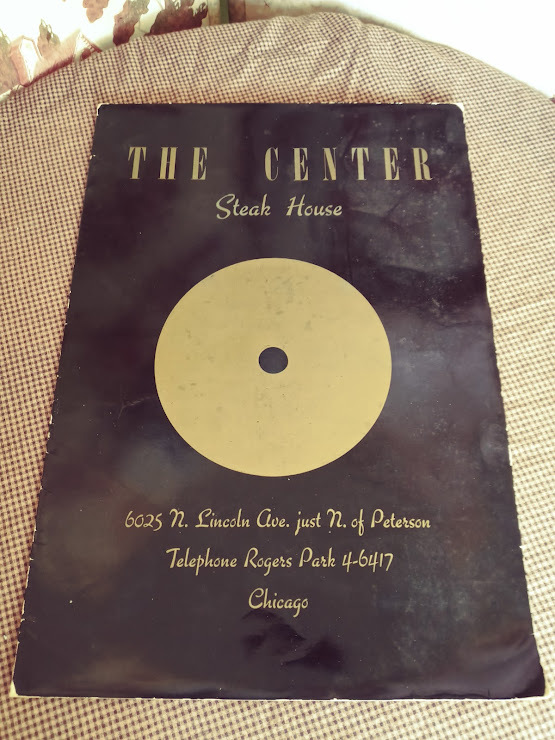 THE CENTER
Steak House
6025 N. Lincoln Ave. just N. of Peterson
Telephone Rogers Park 4-6417
Chicago